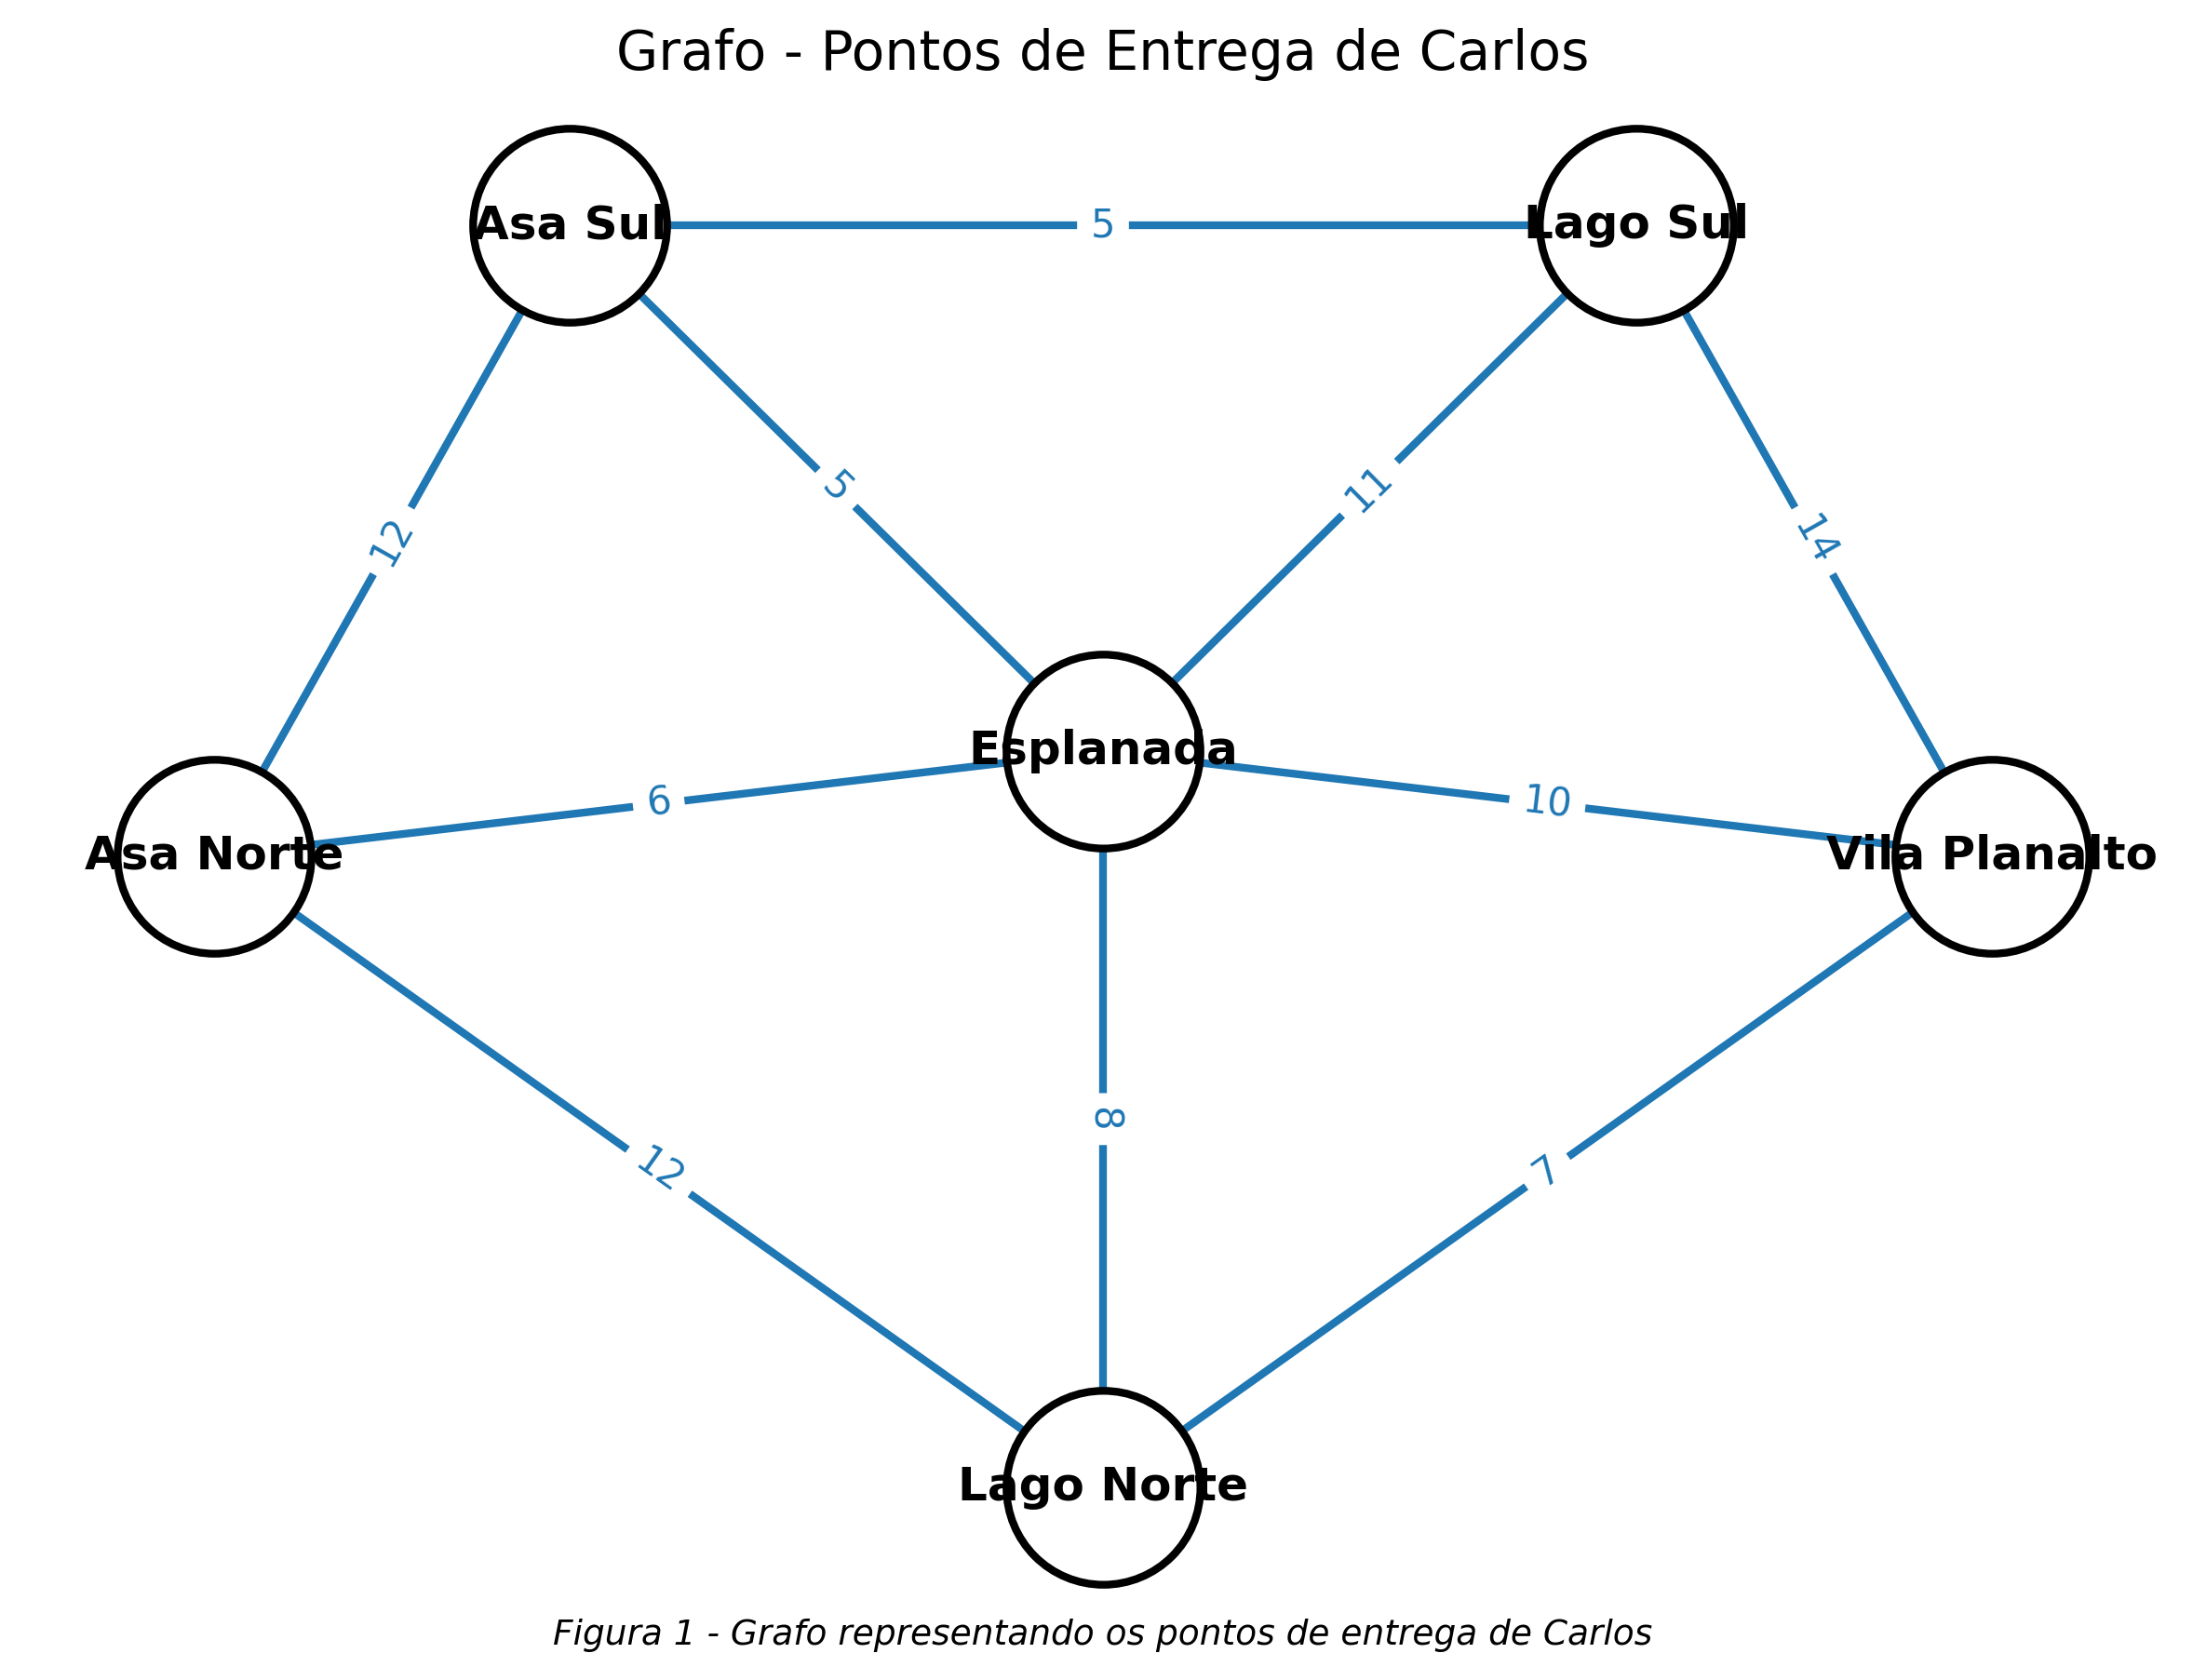 Grafo - Pontos de Entrega de Carlos
Asa Sul
5
Lago Sul
5
11
12
14
Esplanada
6
10
Asa Norte
Vila Planalto
8
12
7
Lago Norte
Figura 1 - Grafo representando os pontos de entrega de Carlos